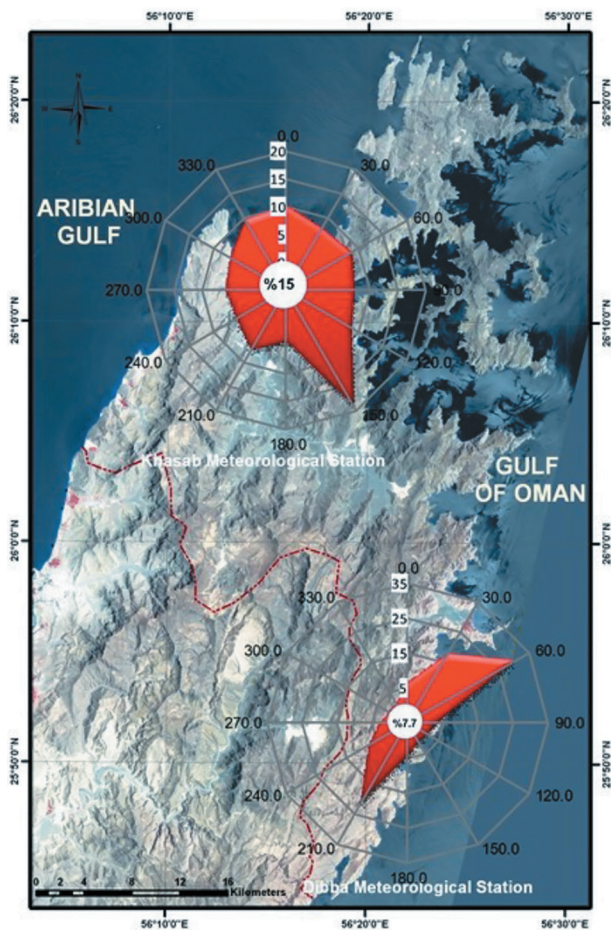 56°10'0"E
56°20'0"E
56°30'0"E
26°20'0"N
26°20'0"N
N
W
E
S
0.0
20
330.0
30.0
15
ARIBIAN
GULF
300.0
10
60.0
5
0
%15
270.0
90.0
26°10'0"N
26°10'0"N
240.0
120.0
210.0
150.0
180.0
Khasab Meteorological Station
GULF
OF OMAN
26°0'0"N
26°0'0"N
0.0
35
330.0
30.0
25
300.0
15
60.0
5
270.0
%7.7
90.0
25°50'0"N
25°50'0"N
240.0
120.0
210.0
150.0
180.0
0 2 4 8 12 16
Kilometers
Dibba Meteorological Station
56°10'0"E
56°20'0"E
56°30'0"E